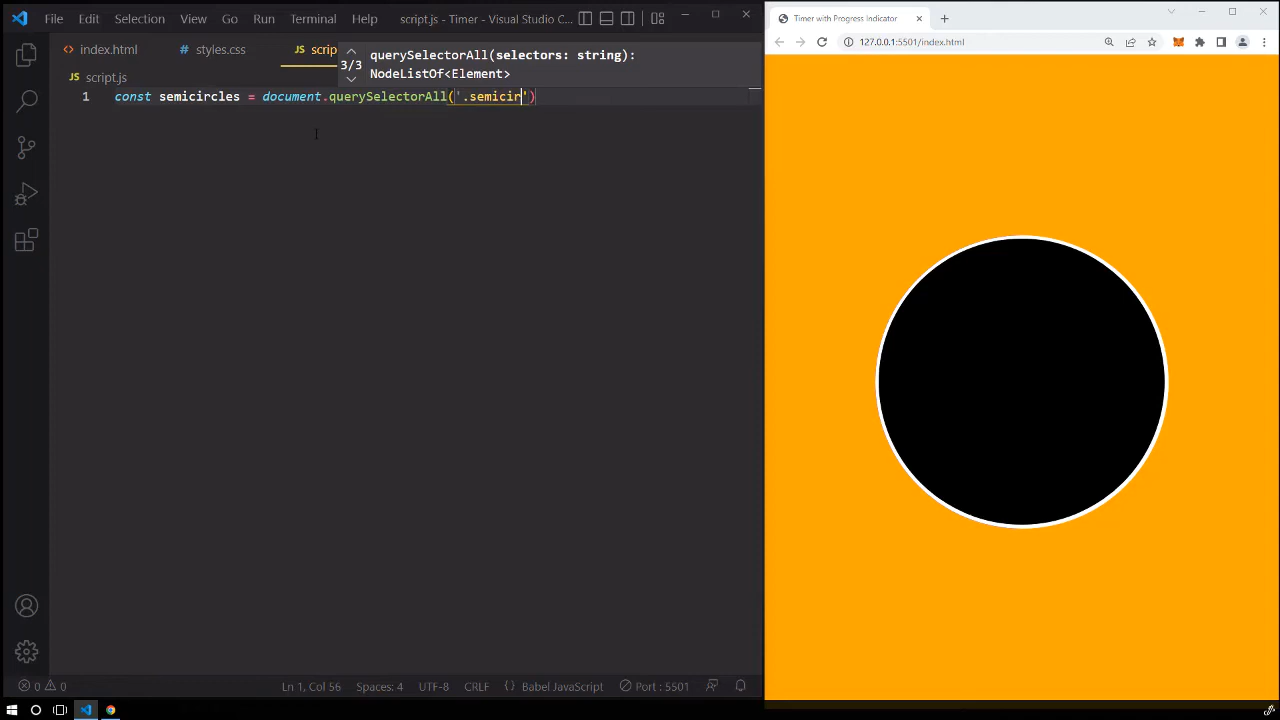 File Edit Selection View Go Run Terminal Help script.js - Timer - Visual Studio C...
Timer with Progress Indicator
127.0.0.1:5501/index.html
index.html
JS scrip
3/3
querySelectorAll(selectors: string):
NodeListOf<Element>
JS script.js
1 const semicircles = document.querySelectorAll('.semicir')
0 0
Ln 1, Col 56 Spaces: 4 UTF-8 CRLF {} Babel JavaScript Port : 5501